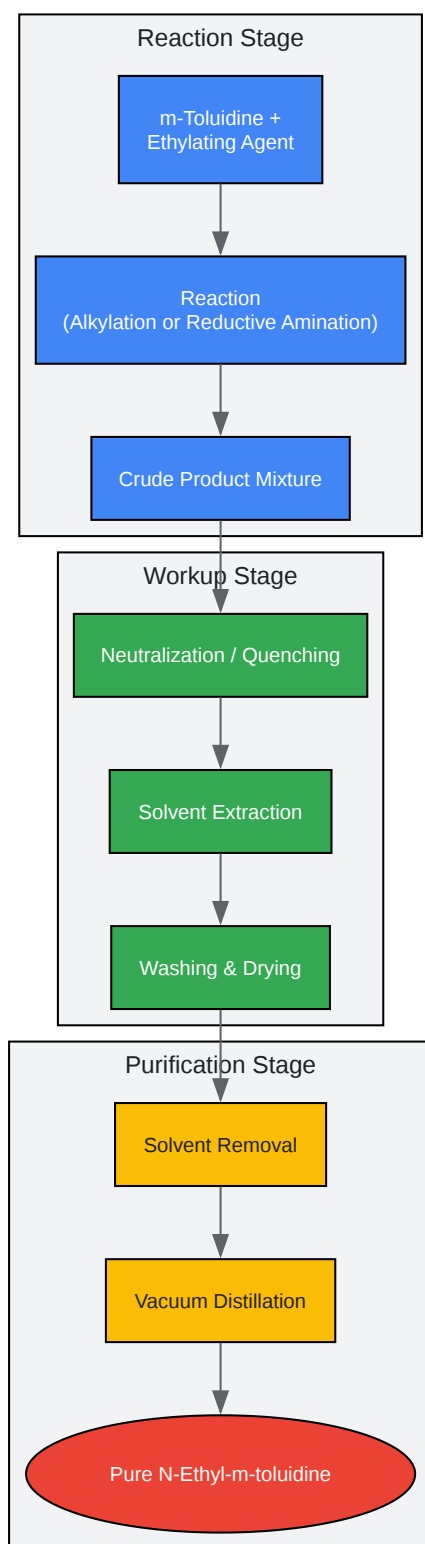 Reaction Stage
m-Toluidine +
Ethylating Agent
Reaction
(Alkylation or Reductive Amination)
Crude Product Mixture
Workup Stage
Neutralization / Quenching
Solvent Extraction
Washing & Drying
Purification Stage
Solvent Removal
Vacuum Distillation
Pure N-Ethyl-m-toluidine